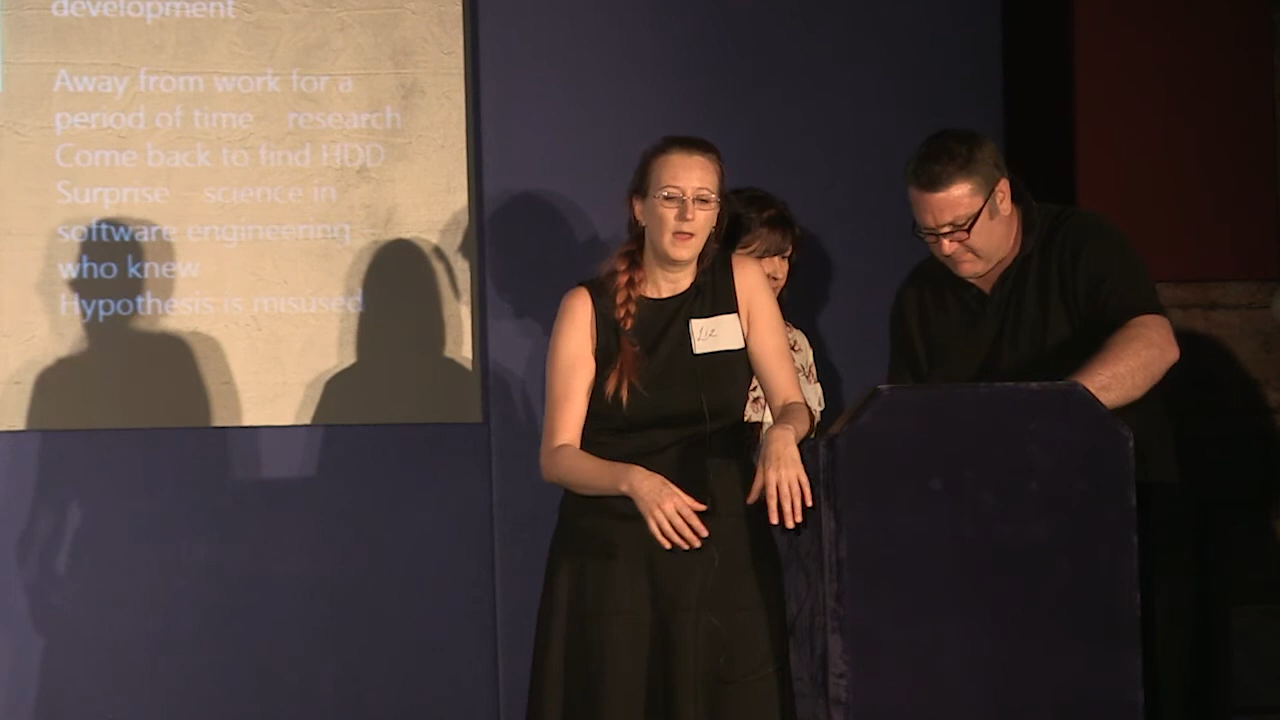 development
Away from work for a
period of time research
Come back to find HDD
Surprise science in
software engineering
who knew
Hypothesis is misused
Liz